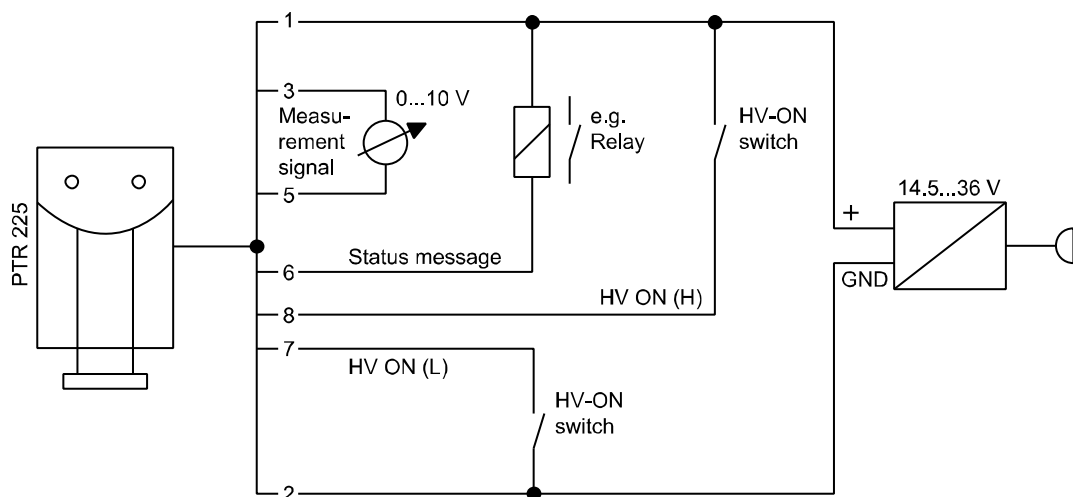 1
3
0...10 V
Measu-
rement
signal
e.g.
Relay
HV-ON
switch
5
14.5...36 V
+
PTR 225
6
Status message
GND
8
HV ON (H)
7
HV ON (L)
HV-ON
switch
2